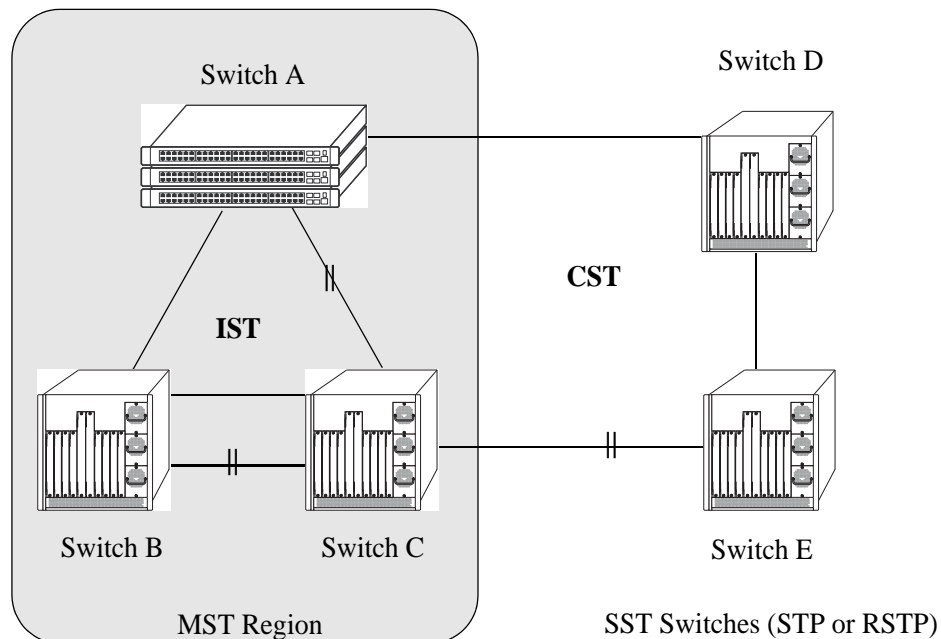 Switch A
Switch D
CST
IST
Switch B
Switch C
Switch E
MST Region
SST Switches (STP or RSTP)